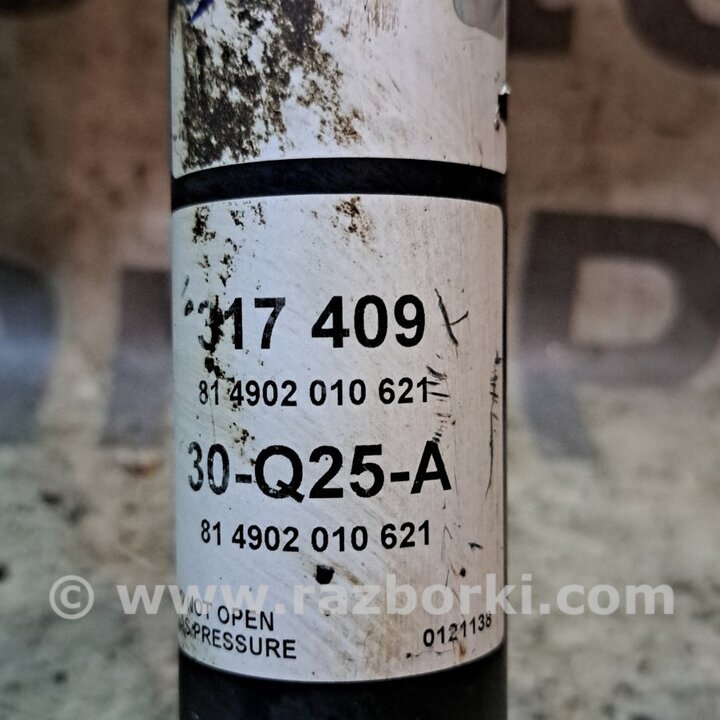 317 409
81 4902 010 621
30-Q25-A
81 4902 010 621
© www.razborki.com
NOT OPEN
PRESSURE
0121138